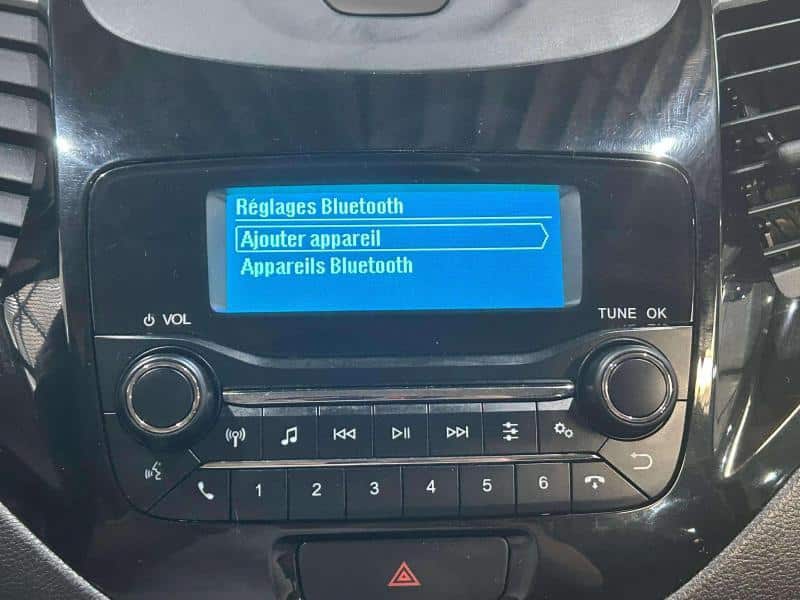 Réglages Bluetooth
Ajouter appareil
Appareils Bluetooth
VOL
TUNE OK
1 2 3 4 5 6